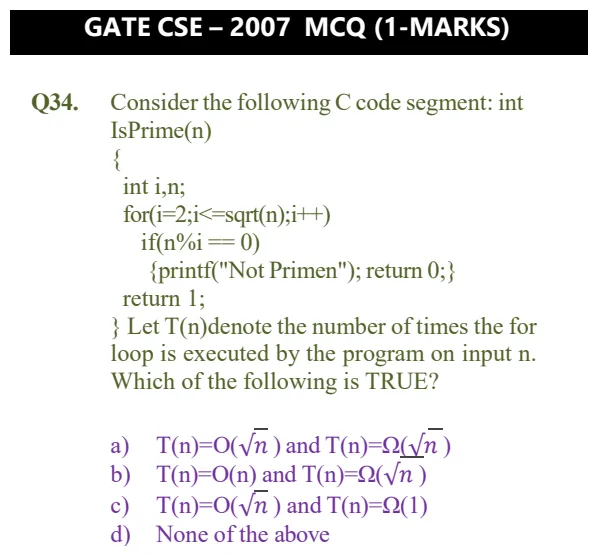 GATE CSE – 2007 MCQ (1-MARKS)
Q34. Consider the following C code segment: int
IsPrime(n)
{
int i,n;
for(i=2;i<=sqrt(n);i++)
if(n%i == 0)
{printf("Not Primen"); return 0;}
return 1;
} Let T(n)denote the number of times the for
loop is executed by the program on input n.
Which of the following is TRUE?
a) T(n)=O(√n ) and T(n)=Ω(√n )
b) T(n)=O(n) and T(n)=Ω(√n )
c) T(n)=O(√n ) and T(n)=Ω(1)
d) None of the above